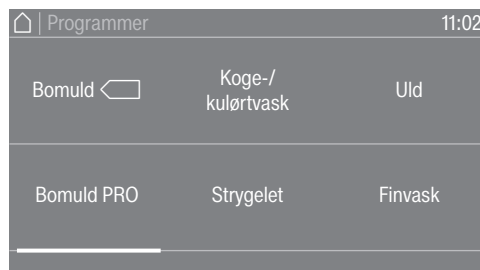 Programmer 11:02
Bomuld
Koge-/
kulørtvask
Uld
Bomuld PRO
Strygelet
Finvask